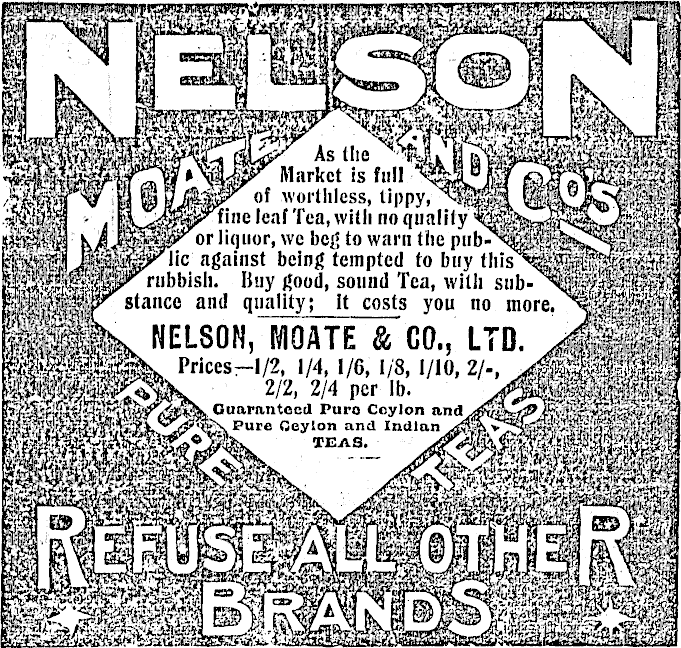 NELSON
MOATE AND CO'S
As the
Market is full
of worthless, tippy,
fine leaf Tea, with no quality
or liquor, we beg to warn the pub-
lic against being tempted to buy this
rubbish. Buy good, sound Tea, with sub-
stance and quality; It costs you no more.
NELSON, MOATE & CO., LTD.
Prices—1/2, 1/4, 1/6, 1/8, 1/10, 2/-,
2/2, 2/4 per lb.
Guaranteed Pure Ceylon and
Pure Ceylon and Indian
TEAS.
PURE TEAS
REFUSE ALL OTHER
BRANDS